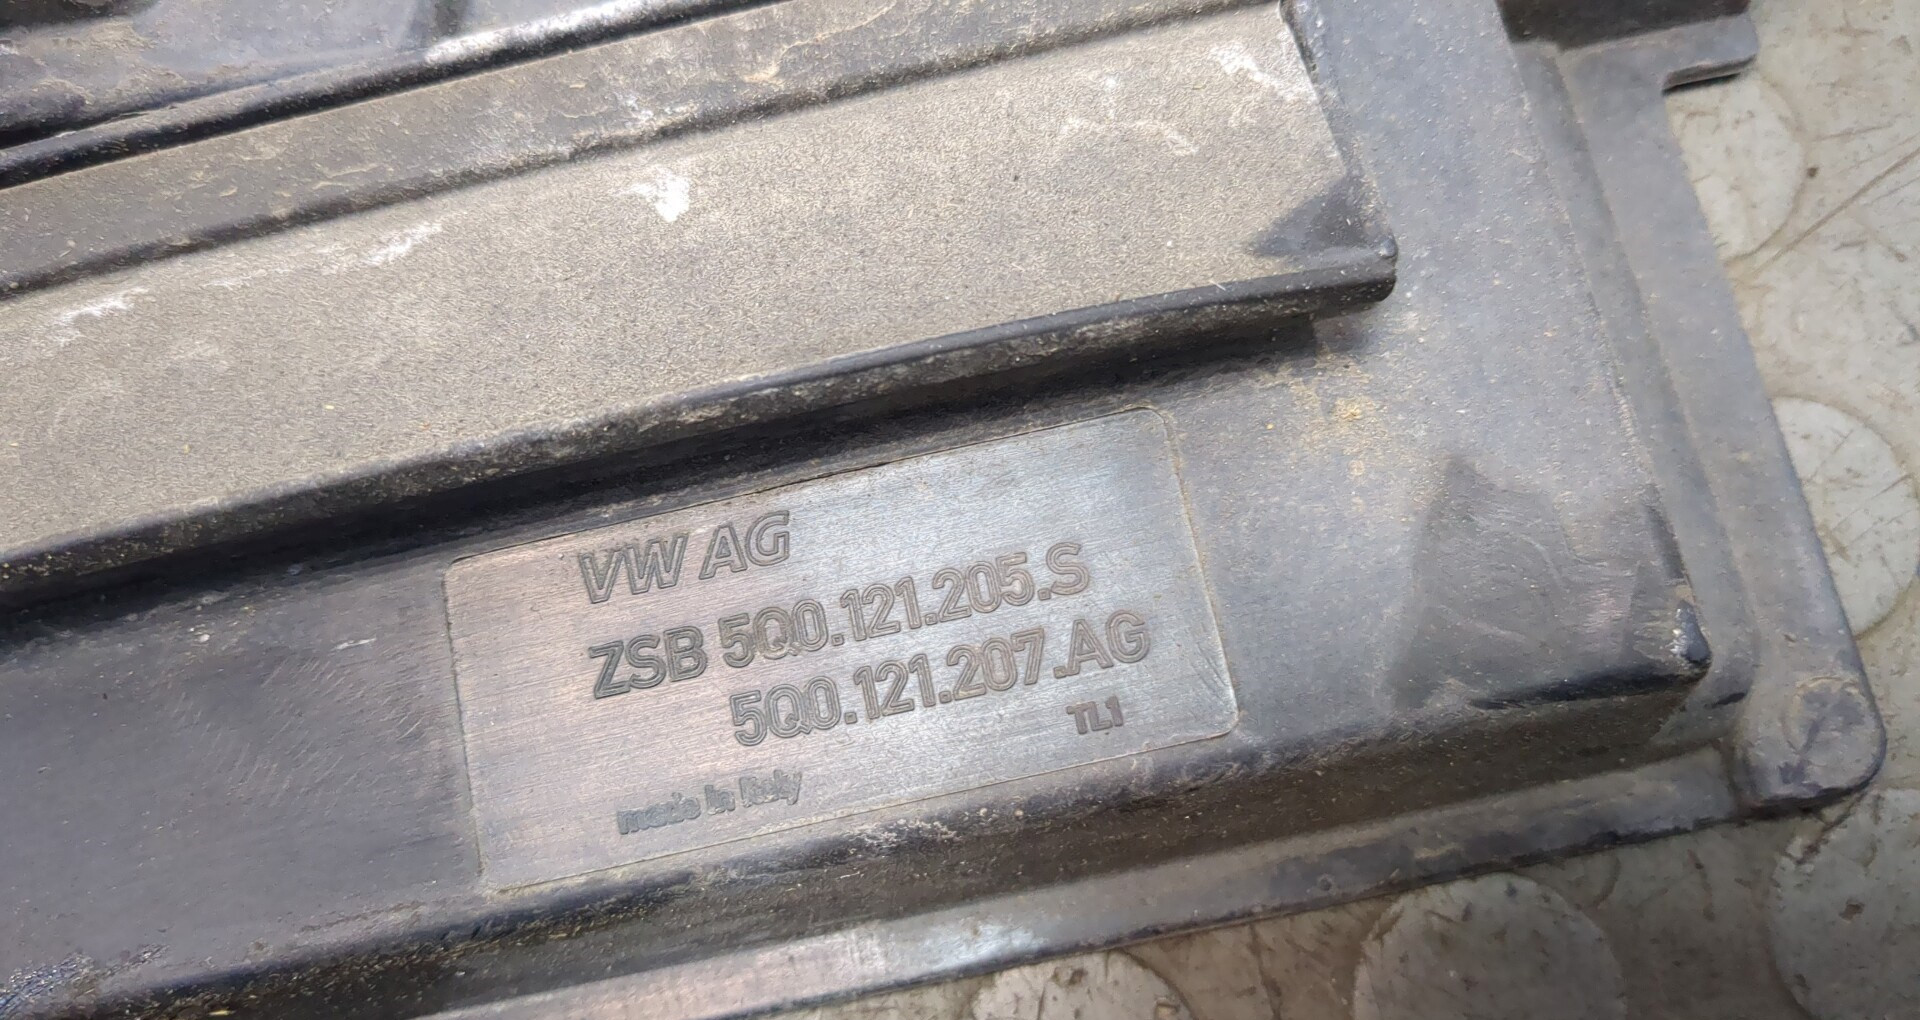 VW AG
ZSB 5Q0.121.205.S
5Q0.121.207.AG
TL1
made in Italy